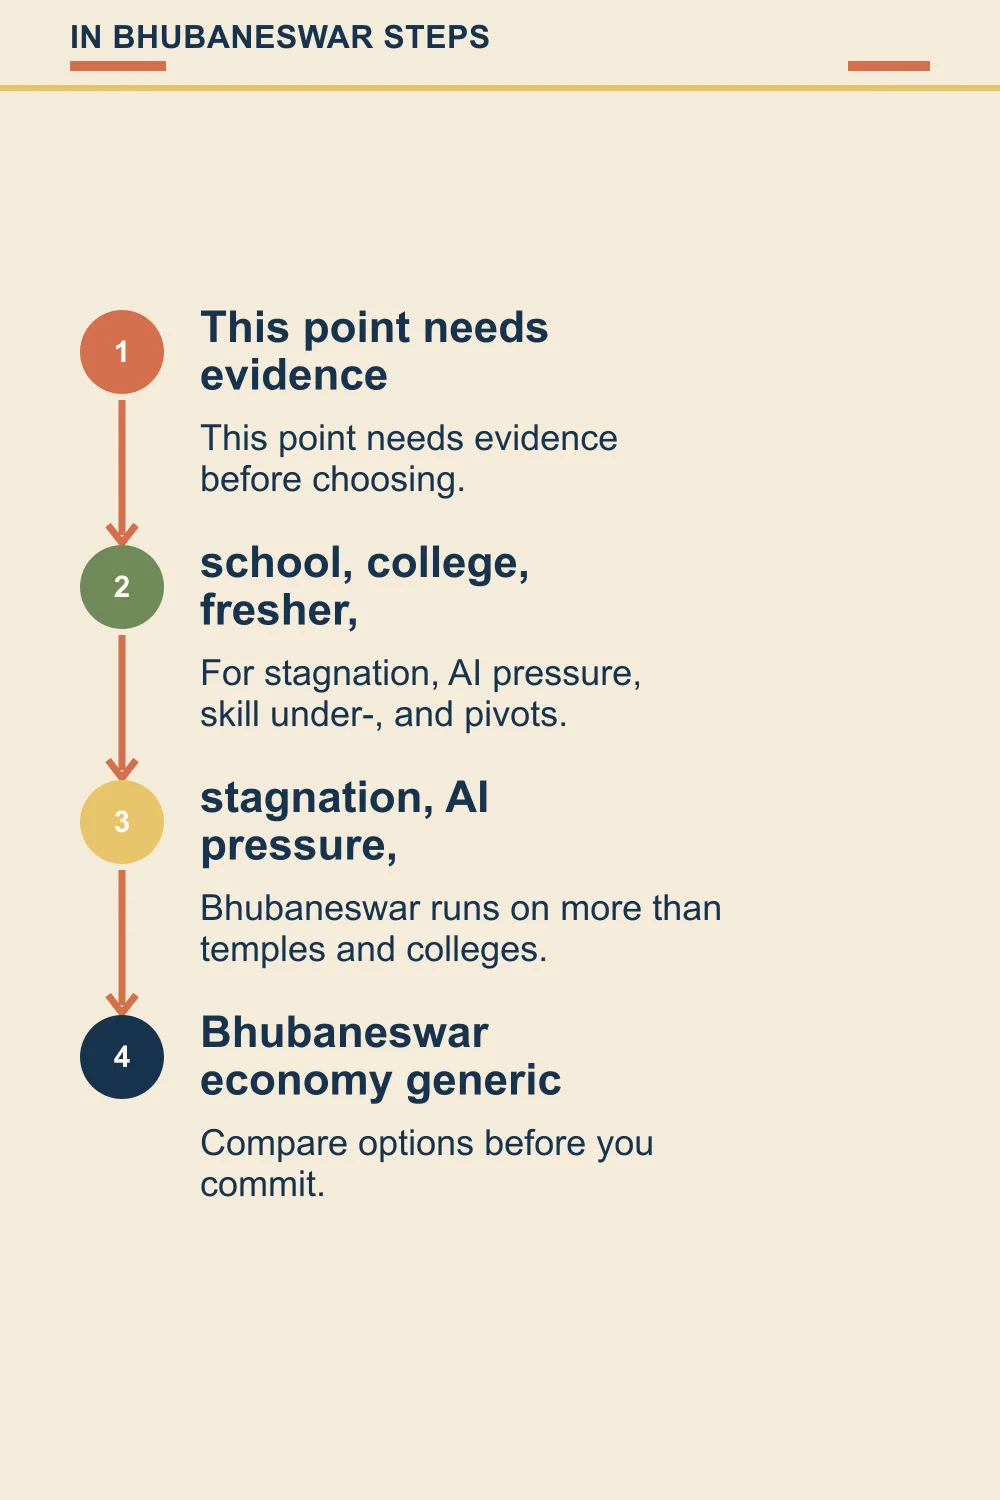 IN BHUBANESWAR STEPS
1
This point needs
evidence
This point needs evidence
before choosing.
2
school, college,
fresher,
For stagnation, AI pressure,
skill under-, and pivots.
3
stagnation, AI
pressure,
Bhubaneswar runs on more than
temples and colleges.
4
Bhubaneswar
economy generic
Compare options before you
commit.